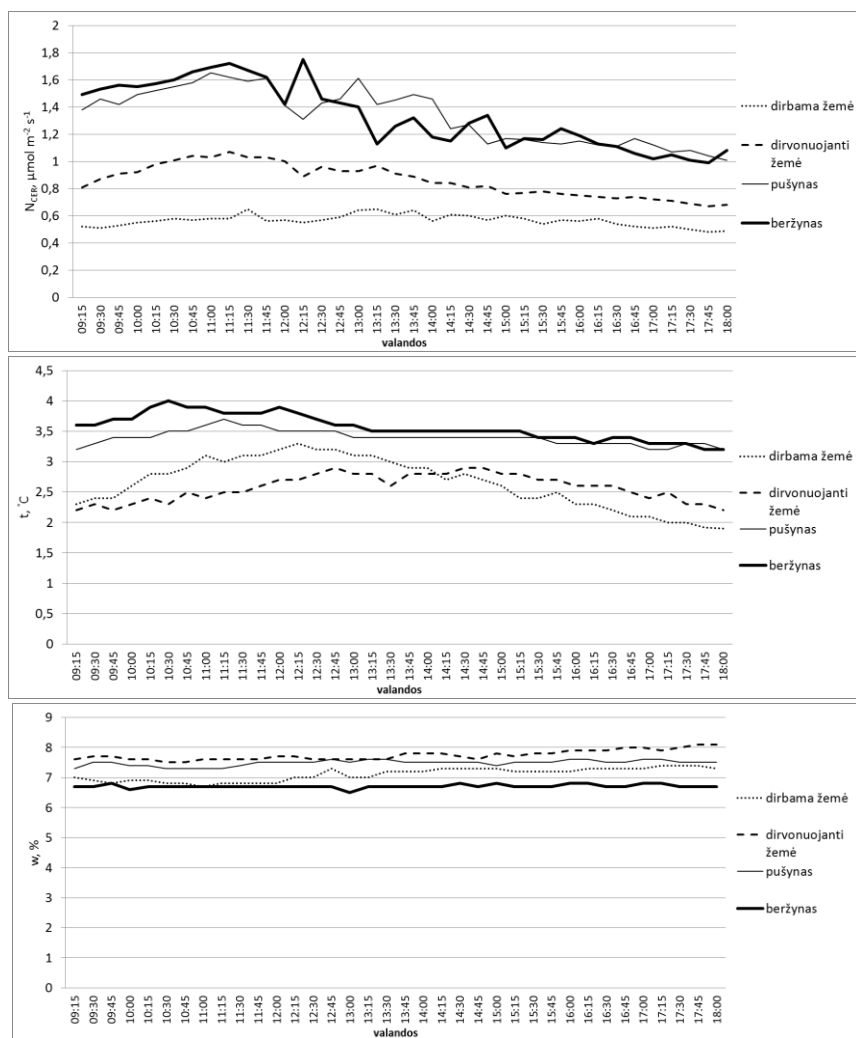 2
1,8
1,6
1,4
1,2
1
0,8
0,6
0,4
0,2
0
N_CER, µmol m⁻² s⁻¹
09:15 09:30 09:45 10:00 10:15 10:30 10:45 11:00 11:15 11:30 11:45 12:00 12:15 12:30 12:45 13:00 13:15 13:30 13:45 14:00 14:15 14:30 14:45 15:00 15:15 15:30 15:45 16:00 16:15 16:30 16:45 17:00 17:15 17:30 17:45 18:00
valandos
dirbama žemė
dirvonuojanti
žemė
pušynas
beržynas
4,5
4
3,5
3
2,5
2
1,5
1
0,5
0
t, °C
09:15 09:30 09:45 10:00 10:15 10:30 10:45 11:00 11:15 11:30 11:45 12:00 12:15 12:30 12:45 13:00 13:15 13:30 13:45 14:00 14:15 14:30 14:45 15:00 15:15 15:30 15:45 16:00 16:15 16:30 16:45 17:00 17:15 17:30 17:45 18:00
valandos
dirbama žemė
dirvonuojanti
žemė
pušynas
beržynas
9
8
7
6
5
4
3
2
1
0
w, %
09:15 09:30 09:45 10:00 10:15 10:30 10:45 11:00 11:15 11:30 11:45 12:00 12:15 12:30 12:45 13:00 13:15 13:30 13:45 14:00 14:15 14:30 14:45 15:00 15:15 15:30 15:45 16:00 16:15 16:30 16:45 17:00 17:15 17:30 17:45 18:00
valandos
dirbama žemė
dirvonuojanti
žemė
pušynas
beržynas